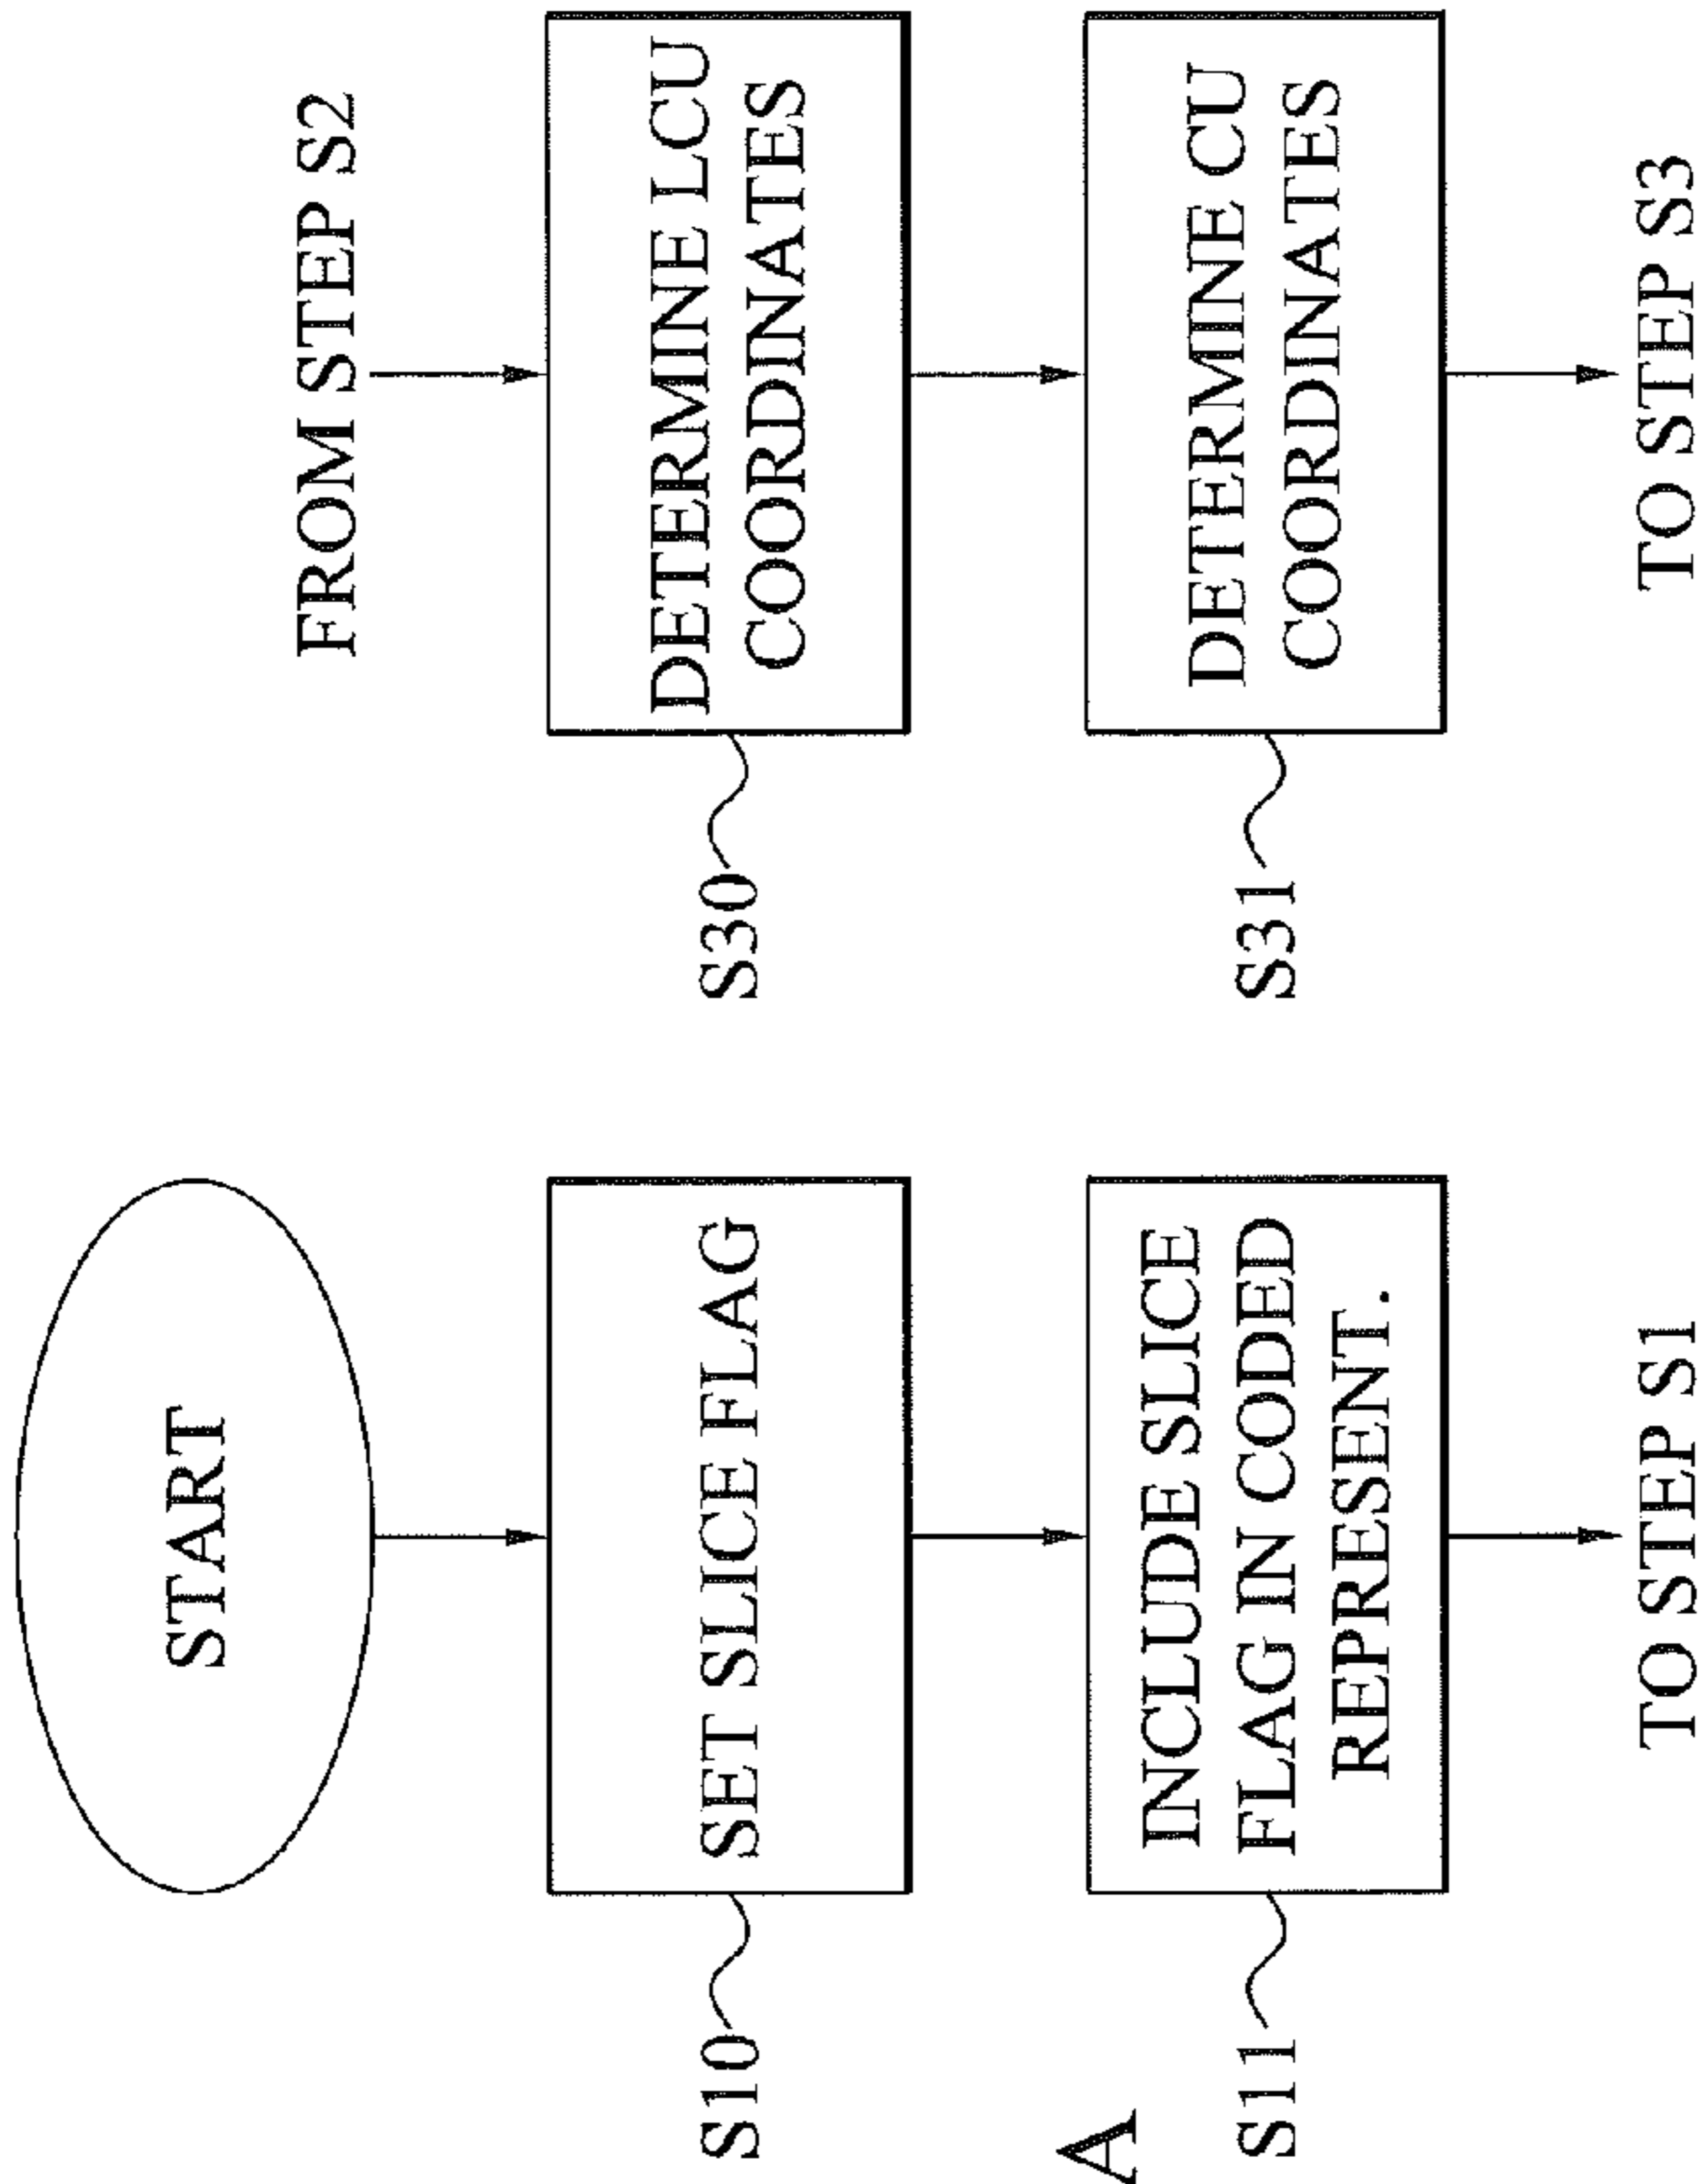 START
S10
SET SLICE FLAG
A
S11
INCLUDE SLICE
FLAG IN CODED
REPRESENT.
TO STEP S1
FROM STEP S2
S30
DETERMINE LCU
COORDINATES
S31
DETERMINE CU
COORDINATES
TO STEP S3